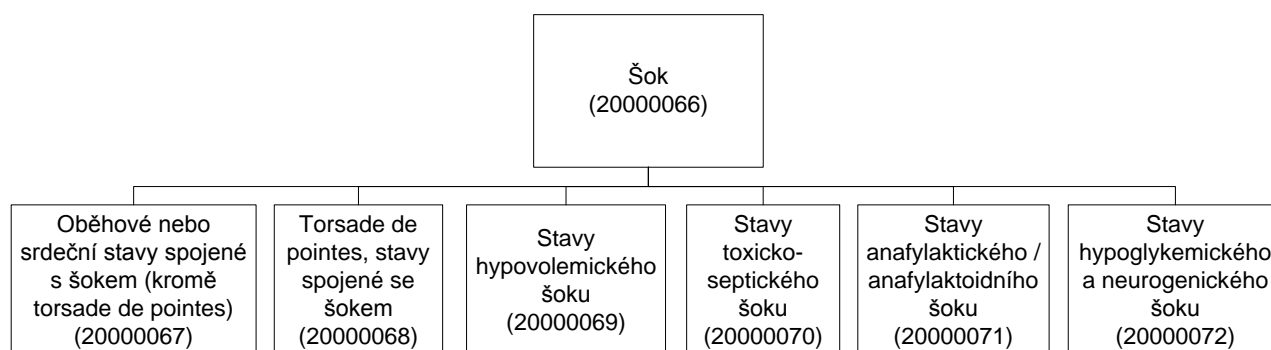 Šok
(20000066)
Oběhové nebo
srdeční stavy spojené
s šokem (kromě
torsade de pointes)
(20000067)
Torsade de
pointes, stavy
spojené se
šokem
(20000068)
Stavy
hypovolemického
šoku
(20000069)
Stavy
toxicko-
septického
šoku
(20000070)
Stavy
anafylaktického /
anafylaktoidního
šoku
(20000071)
Stavy
hypoglykemického
a neurogenického
šoku
(20000072)